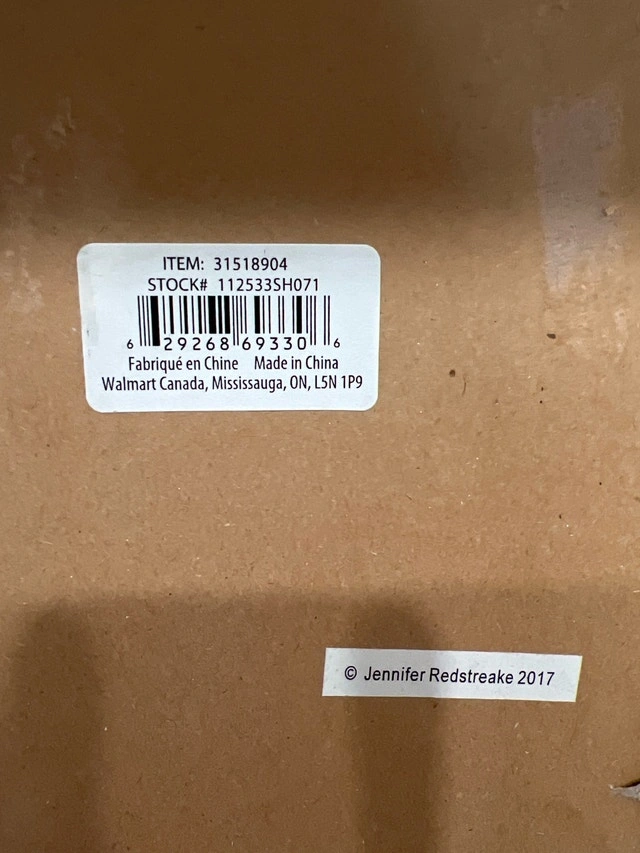 ITEM: 31518904
STOCK# 112533SH071
6 29268 69330 6
Fabriqué en Chine Made in China
Walmart Canada, Mississauga, ON, L5N 1P9
© Jennifer Redstreake 2017